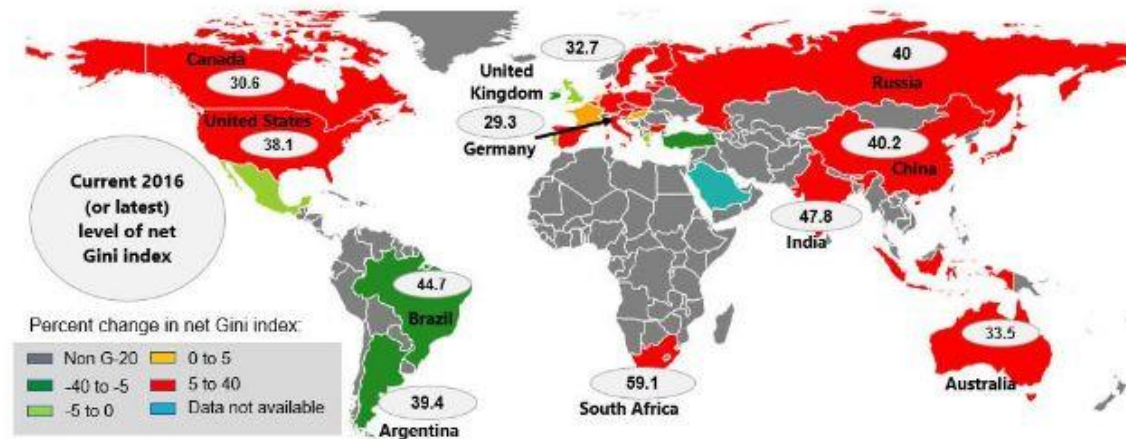 Canada
30.6
United States
38.1
Current 2016
(or latest)
level of net
Gini index
32.7
United
Kingdom
29.3
Germany
40
Russia
40.2
China
47.8
India
44.7
Brazil
39.4
Argentina
59.1
South Africa
33.5
Australia
Percent change in net Gini index:
Non G-20
0 to 5
-40 to -5
5 to 40
-5 to 0
Data not available